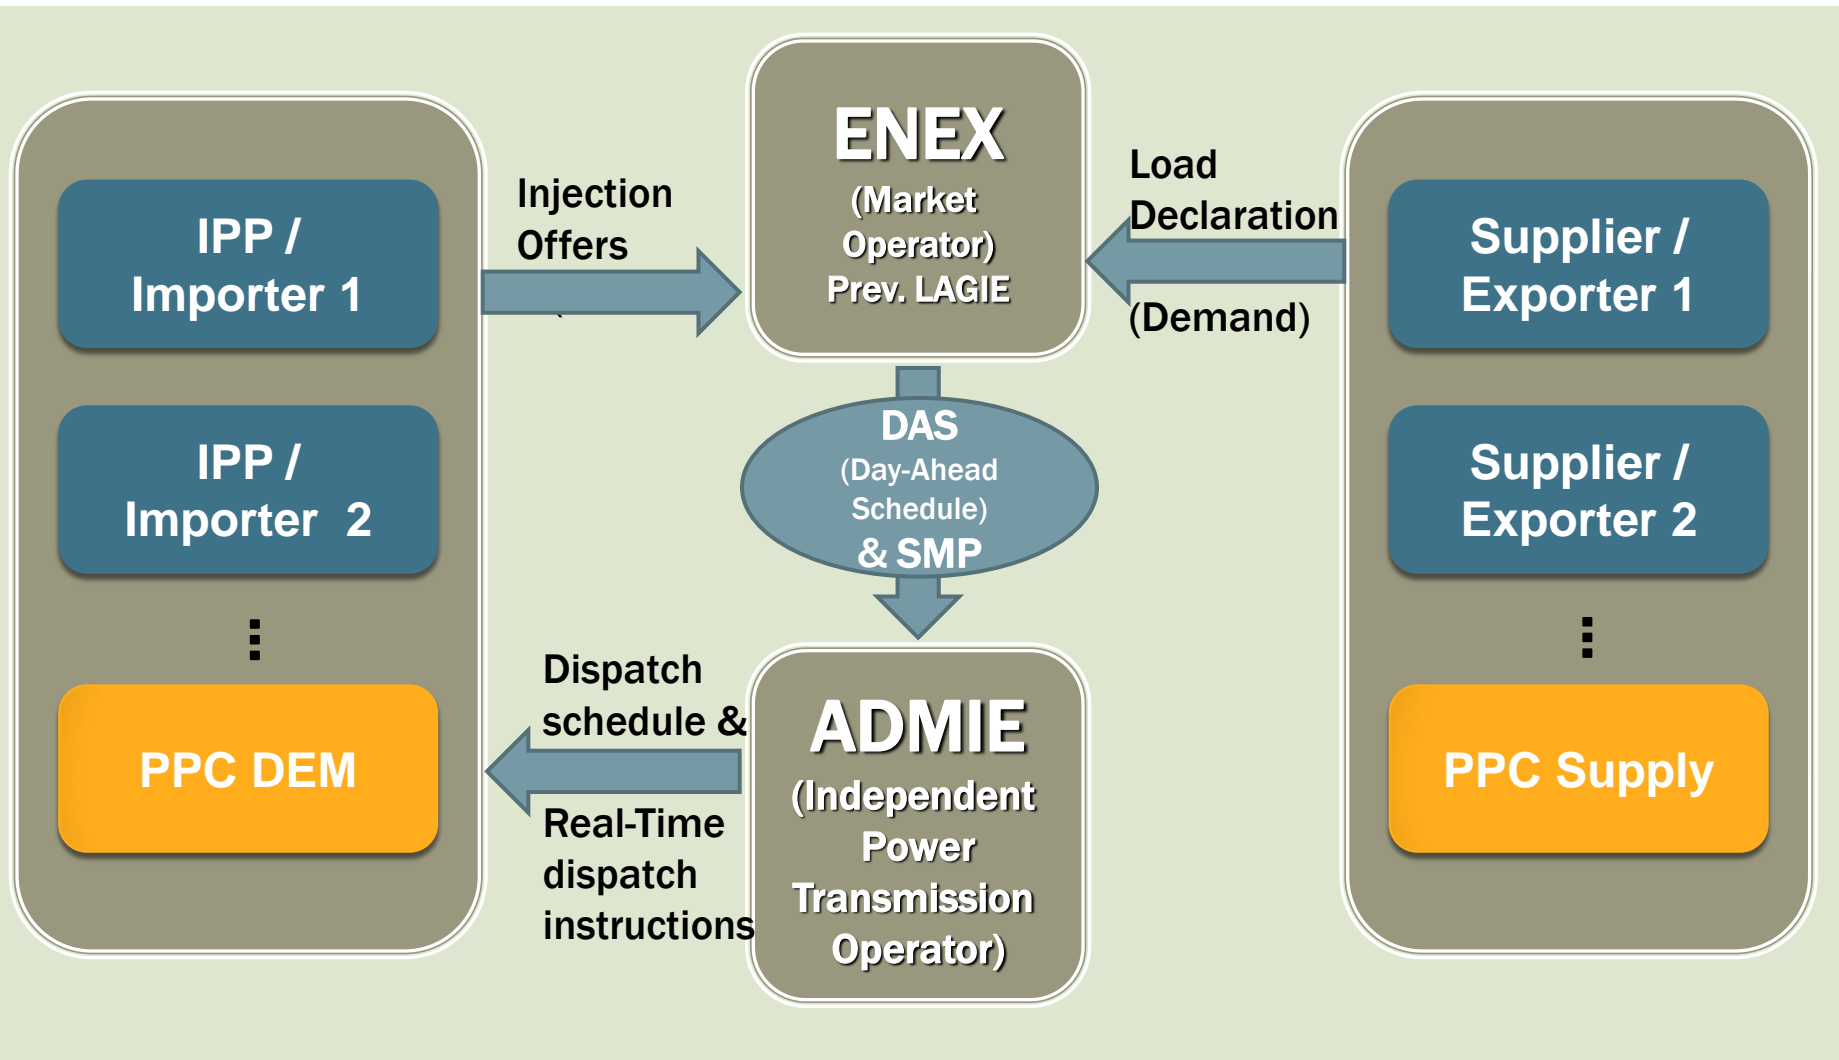 IPP /
Importer 1
IPP /
Importer 2
⋮
PPC DEM
Injection
Offers
ENEX
(Market
Operator)
Prev. LAGIE
Load
Declaration
(Demand)
DAS
(Day-Ahead
Schedule)
& SMP
Dispatch
schedule &
Real-Time
dispatch
instructions
ADMIE
(Independent
Power
Transmission
Operator)
Supplier /
Exporter 1
Supplier /
Exporter 2
⋮
PPC Supply